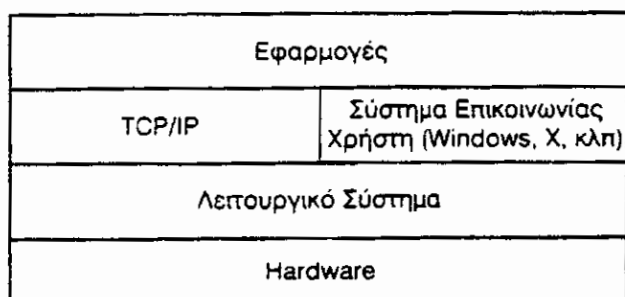 Εφαρμογές
TCP/IP
Σύστημα Επικοινωνίας
Χρήστη (Windows, X, κλπ)
Λειτουργικό Σύστημα
Hardware